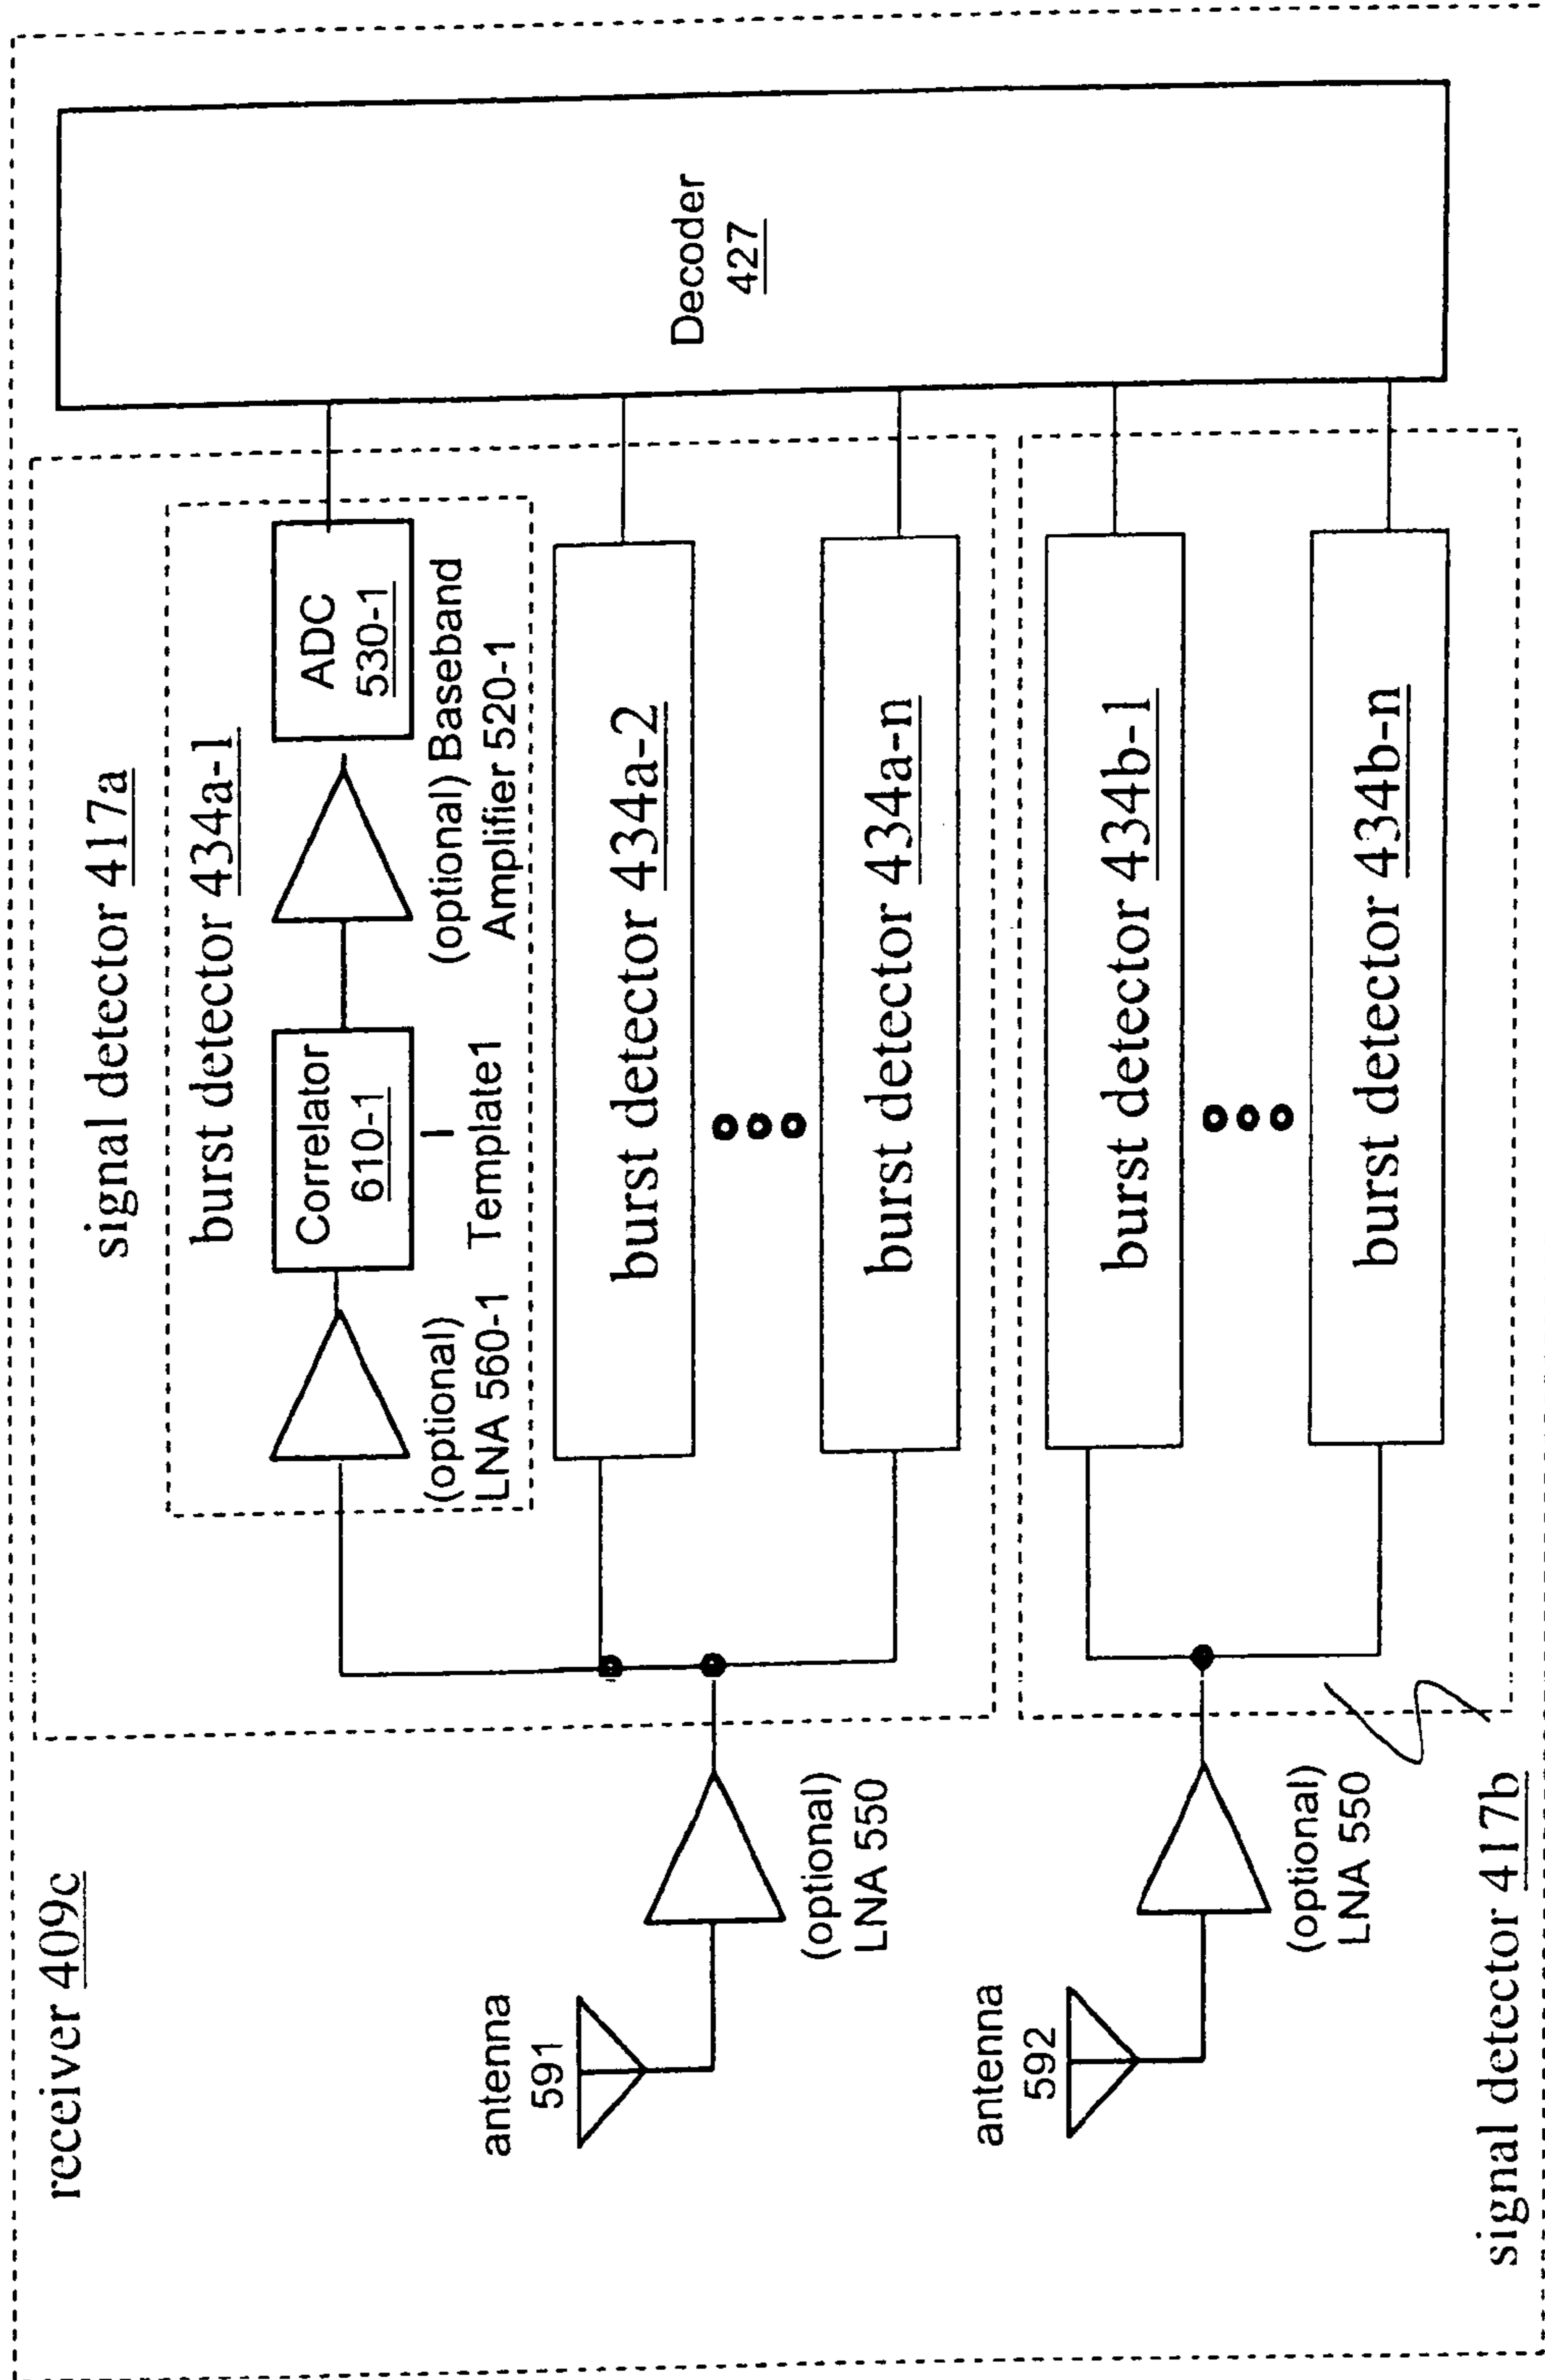 receiver 409c
signal detector 417a
burst detector 434a-1
Correlator
610-1
ADC
530-1
(optional)
LNA 560-1
Template1
(optional) Baseband
Amplifier 520-1
burst detector 434a-2
burst detector 434a-n
antenna
591
(optional)
LNA 550
Decoder
427
burst detector 434b-1
burst detector 434b-n
antenna
592
(optional)
LNA 550
signal detector 417b